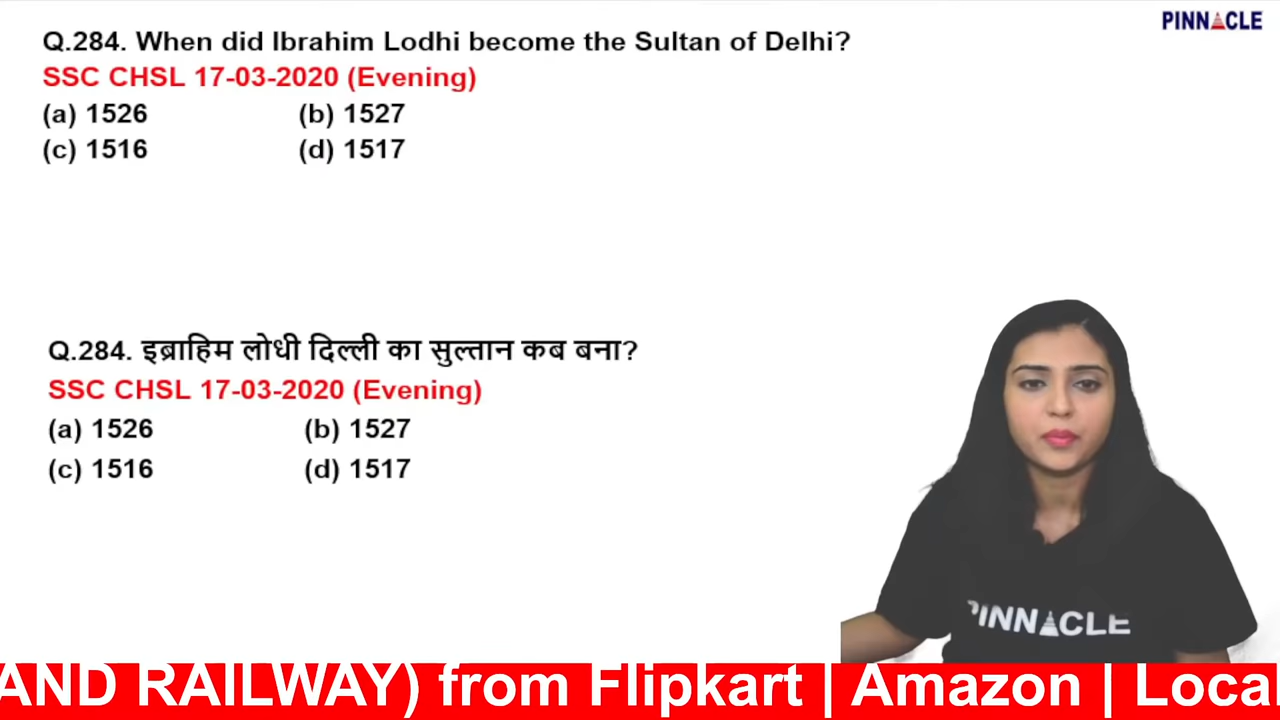 PINNACLE
Q.284. When did Ibrahim Lodhi become the Sultan of Delhi?
SSC CHSL 17-03-2020 (Evening)
(a) 1526 (b) 1527
(c) 1516 (d) 1517
Q.284. इब्राहिम लोधी दिल्ली का सुल्तान कब बना?
SSC CHSL 17-03-2020 (Evening)
(a) 1526 (b) 1527
(c) 1516 (d) 1517
PINNACLE
AND RAILWAY) from Flipkart | Amazon |